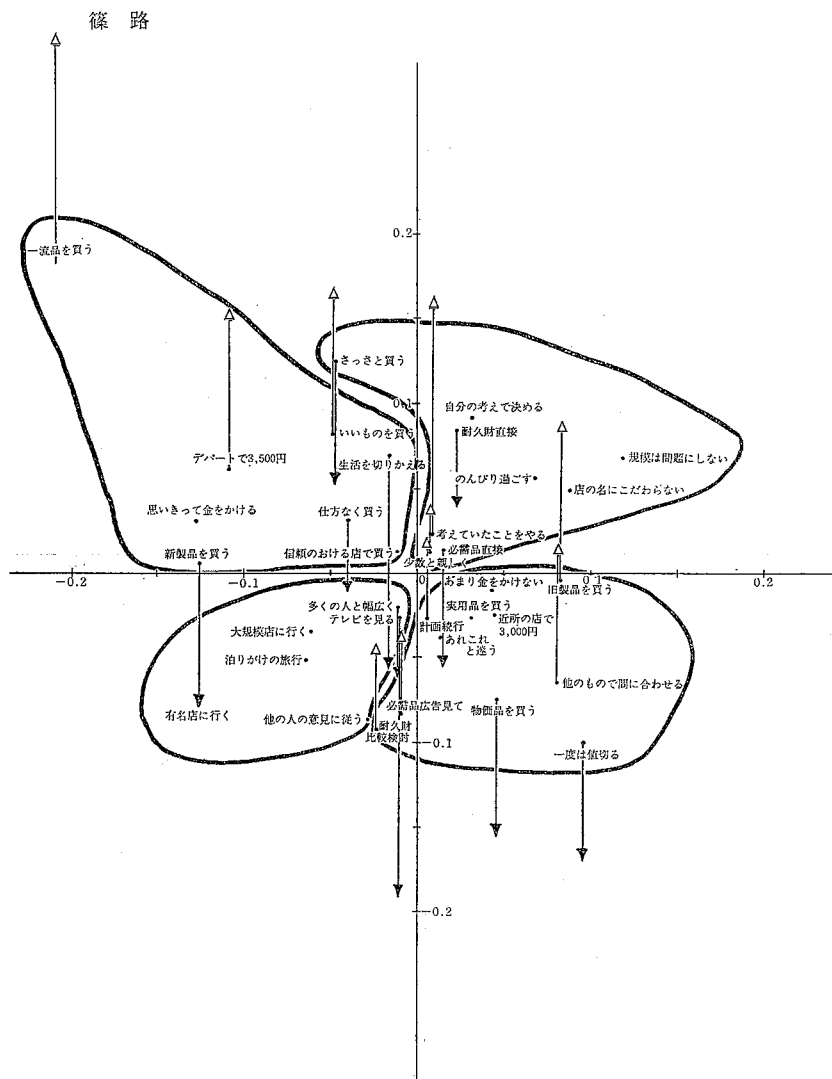 篠 路
0.2
一流品を買う
さっさと買う
0.1
自分の考えで決める
いいものを買う
耐久財直接
デパートで3,500円
生活を切りかえる
規模は問題にしない
のんびり過ごす
店の名にこだわらない
思いきって金をかける
仕方なく買う
考えていたことをやる
新製品を買う
信頼のおける店で買う
必需品直接
少数と親しく
−0.2
−0.1
0
0.1
0.2
あまり金をかけない
旧製品を買う
多くの人と幅広く
実用品を買う
テレビを見る
近所の店で
3,000円
大規模店に行く
計画続行
あれこれ
と巡う
泊りがけの旅行
他のもので間に合わせる
必需品広告見て
物価品を買う
有名店に行く
他の人の意見に従う
耐久財
比較検討
−0.1
一度は値切る
−0.2